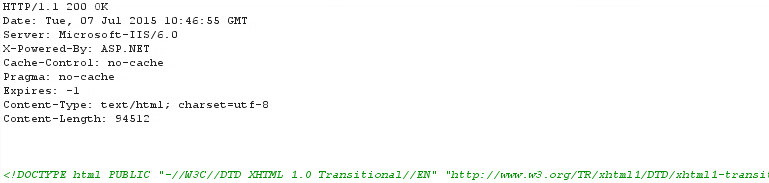 HTTP/1.1 200 OK
Date: Tue, 07 Jul 2015 10:46:55 GMT
Server: Microsoft-IIS/6.0
X-Powered-By: ASP.NET
Cache-Control: no-cache
Pragma: no-cache
Expires: -1
Content-Type: text/html; charset=utf-8
Content-Length: 94512
<!DOCTYPE html PUBLIC "-//W3C//DTD XHTML 1.0 Transitional//EN" "http://www.w3.org/TR/xhtml1/DTD/xhtml1-transi